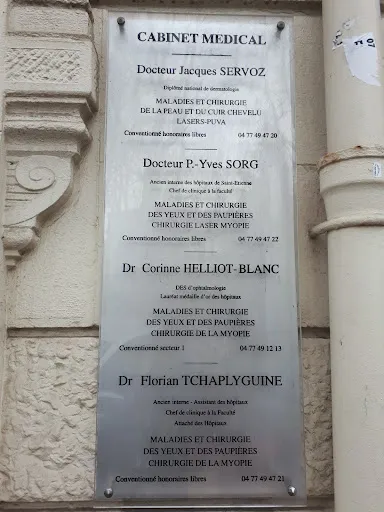 CABINET MEDICAL
Docteur Jacques SERVOZ
Diplômé national de dermatologie
MALADIES ET CHIRURGIE
DE LA PEAU ET DU CUIR CHEVELU
LASERS-PUVA
Conventionné honoraires libres 04 77 49 47 20
Docteur P.-Yves SORG
Ancien interne des hôpitaux de Saint-Etienne
Chef de clinique à la faculté
MALADIES ET CHIRURGIE
DES YEUX ET DES PAUPIÈRES
CHIRURGIE LASER MYOPIE
Conventionné honoraires libres 04 77 49 47 22
Dr Corinne HELLIOT-BLANC
DES d'ophtalmologie
Lauréat médaille d'or des hôpitaux
MALADIES ET CHIRURGIE
DES YEUX ET DES PAUPIÈRES
CHIRURGIE DE LA MYOPIE
Conventionné secteur 1 04 77 49 12 13
Dr Florian TCHAPLYGUINE
Ancien interne - Assistant des hôpitaux
Chef de clinique à la Faculté
Attaché des Hôpitaux
MALADIES ET CHIRURGIE
DES YEUX ET DES PAUPIÈRES
CHIRURGIE DE LA MYOPIE
Conventionné honoraires libres 04 77 49 47 21